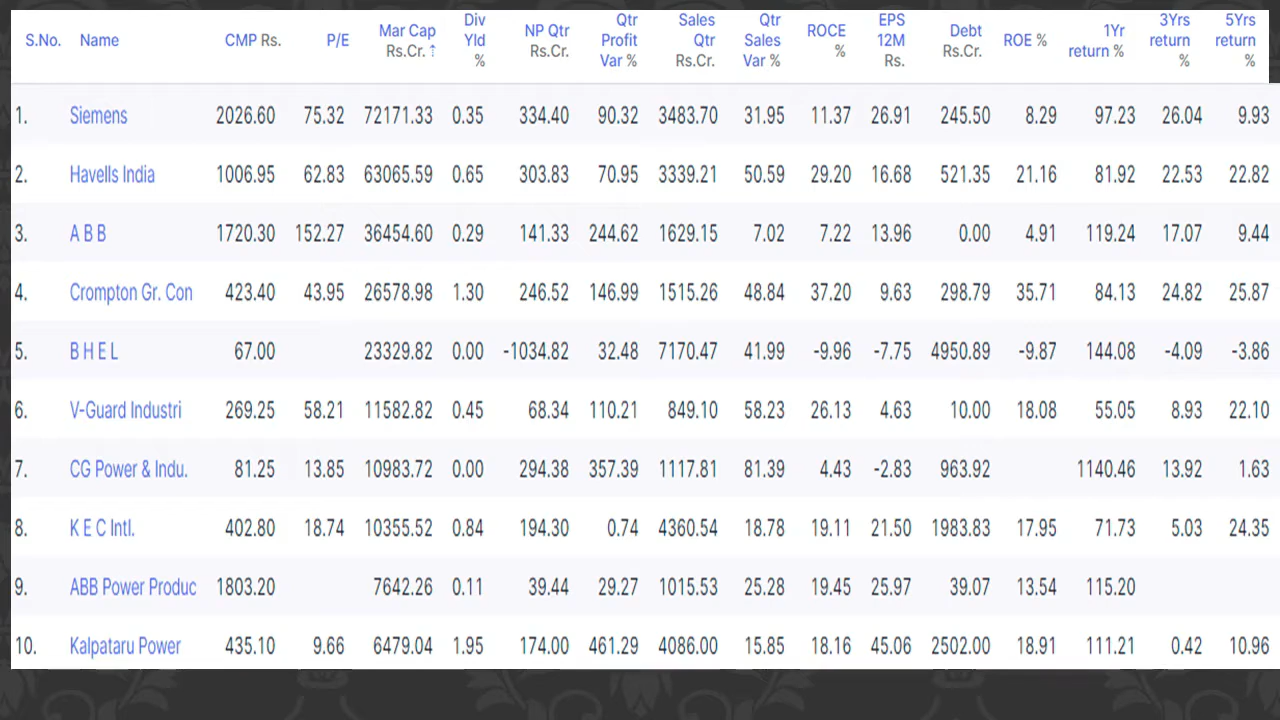 S.No. Name CMP Rs. P/E Mar Cap Rs.Cr. ↑ Div Yld % NP Qtr Rs.Cr. Qtr Profit Var % Sales Qtr Rs.Cr. Qtr Sales Var % ROCE % EPS 12M Rs. Debt Rs.Cr. ROE % 1Yr return % 3Yrs return % 5Yrs return %
1. Siemens 2026.60 75.32 72171.33 0.35 334.40 90.32 3483.70 31.95 11.37 26.91 245.50 8.29 97.23 26.04 9.93
2. Havells India 1006.95 62.83 63065.59 0.65 303.83 70.95 3339.21 50.59 29.20 16.68 521.35 21.16 81.92 22.53 22.82
3. A B B 1720.30 152.27 36454.60 0.29 141.33 244.62 1629.15 7.02 7.22 13.96 0.00 4.91 119.24 17.07 9.44
4. Crompton Gr. Con 423.40 43.95 26578.98 1.30 246.52 146.99 1515.26 48.84 37.20 9.63 298.79 35.71 84.13 24.82 25.87
5. B H E L 67.00 23329.82 0.00 -1034.82 32.48 7170.47 41.99 -9.96 -7.75 4950.89 -9.87 144.08 -4.09 -3.86
6. V-Guard Industri 269.25 58.21 11582.82 0.45 68.34 110.21 849.10 58.23 26.13 4.63 10.00 18.08 55.05 8.93 22.10
7. CG Power & Indu. 81.25 13.85 10983.72 0.00 294.38 357.39 1117.81 81.39 4.43 -2.83 963.92 1140.46 13.92 1.63
8. K E C Intl. 402.80 18.74 10355.52 0.84 194.30 0.74 4360.54 18.78 19.11 21.50 1983.83 17.95 71.73 5.03 24.35
9. ABB Power Produc 1803.20 7642.26 0.11 39.44 29.27 1015.53 25.28 19.45 25.97 39.07 13.54 115.20
10. Kalpataru Power 435.10 9.66 6479.04 1.95 174.00 461.29 4086.00 15.85 18.16 45.06 2502.00 18.91 111.21 0.42 10.96